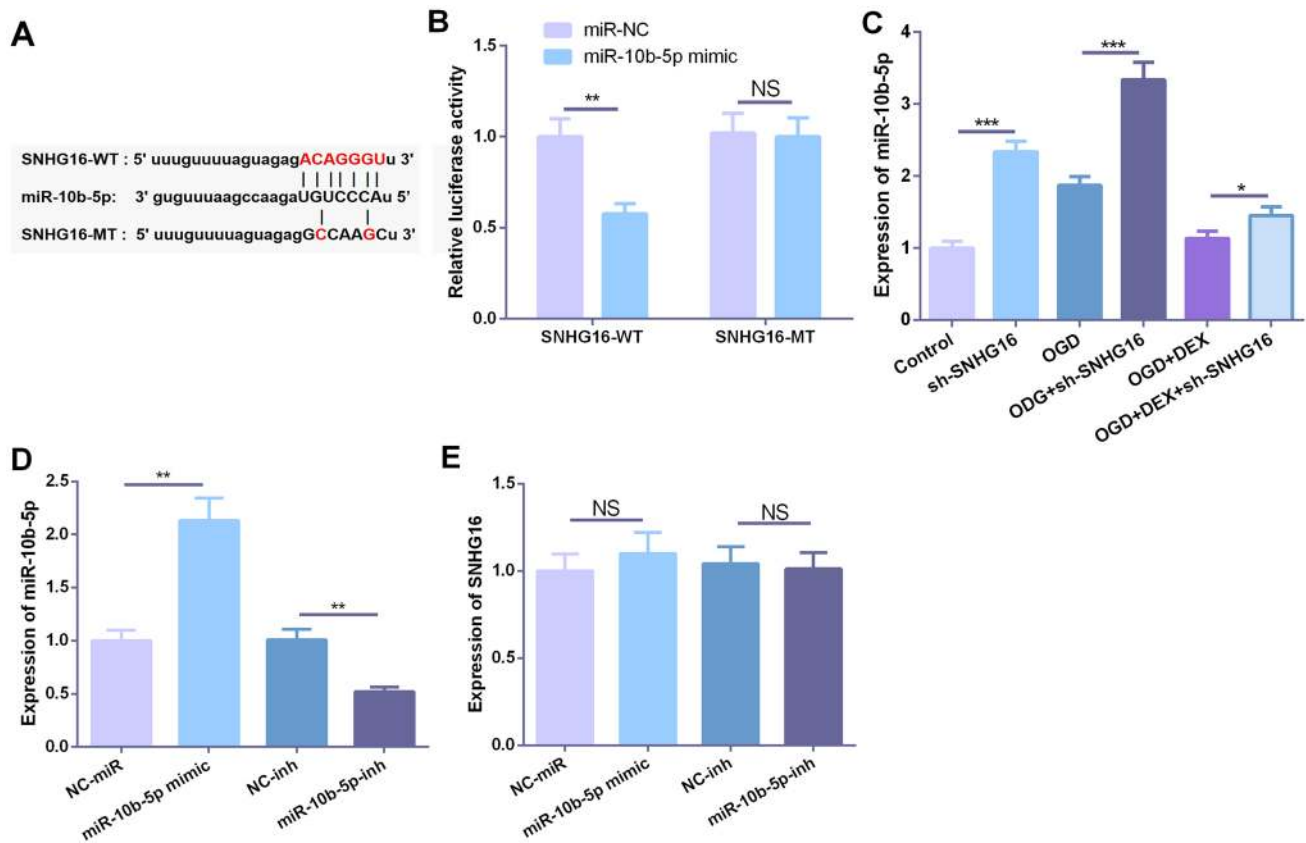 A
SNHG16-WT : 5' uuuguuuuaguagagACAGGGUu 3'
miR-10b-5p: 3' guguuuaagccaagaUGUCCCAu 5'
SNHG16-MT : 5' uuuguuuuaguagagGCCAAGCu 3'
B
miR-NC
miR-10b-5p mimic
Relative luciferase activity
1.5
1.0
0.5
0.0
**
NS
SNHG16-WT
SNHG16-MT
C
Expression of miR-10b-5p
4
3
2
1
0
***
***
*
Control
sh-SNHG16
OGD
ODG+sh-SNHG16
OGD+DEX
OGD+DEX+sh-SNHG16
D
Expression of miR-10b-5p
2.5
2.0
1.5
1.0
0.5
0.0
**
**
NC-miR
miR-10b-5p mimic
NC-inh
miR-10b-5p-inh
E
Expression of SNHG16
1.5
1.0
0.5
0.0
NS
NS
NC-miR
miR-10b-5p mimic
NC-inh
miR-10b-5p-inh